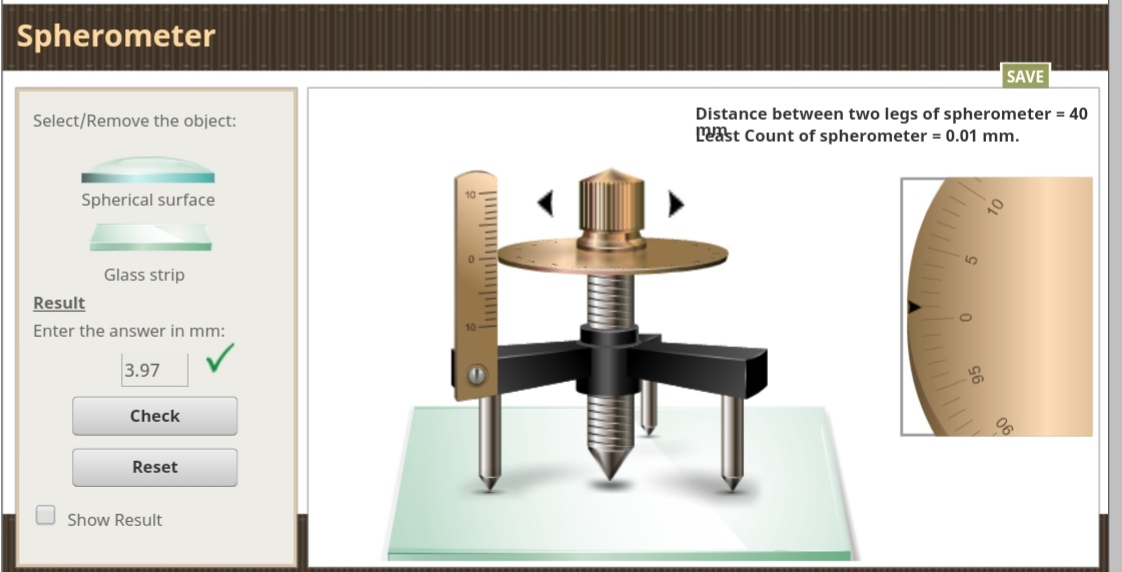 Spherometer
SAVE
Select/Remove the object:
Spherical surface
Glass strip
Result
Enter the answer in mm:
3.97
Check
Reset
Show Result
Distance between two legs of spherometer = 40
mm
Least Count of spherometer = 0.01 mm.
10
0
10
10
5
0
95
90